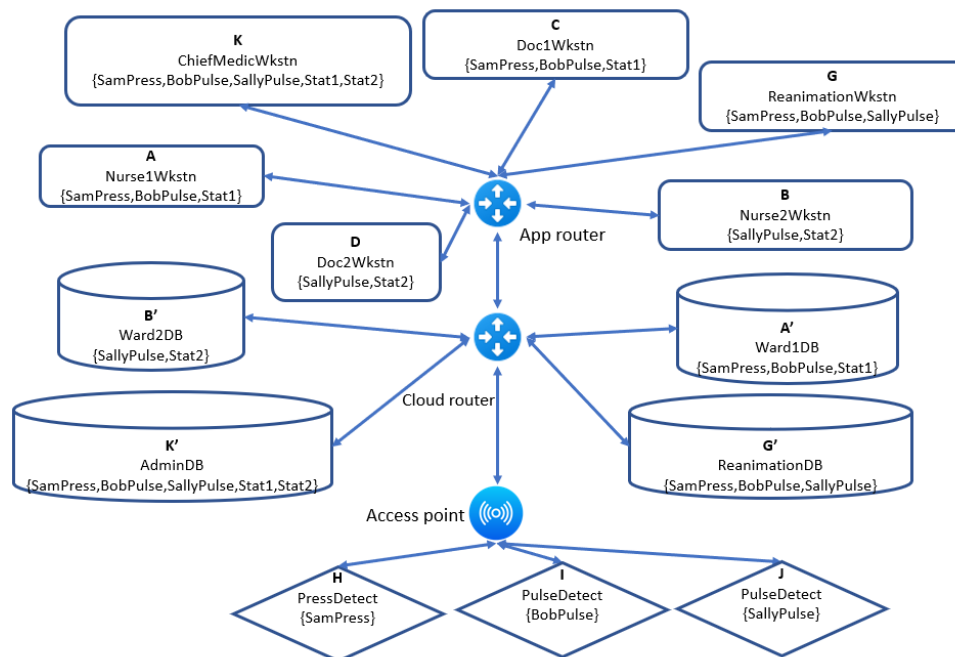 K
ChiefMedicWkstn
{SamPress,BobPulse,SallyPulse,Stat1,Stat2}
C
Doc1Wkstn
{SamPress,BobPulse,Stat1}
G
ReanimationWkstn
{SamPress,BobPulse,SallyPulse}
A
Nurse1Wkstn
{SamPress,BobPulse,Stat1}
B
Nurse2Wkstn
{SallyPulse,Stat2}
App router
D
Doc2Wkstn
{SallyPulse,Stat2}
B’
Ward2DB
{SallyPulse,Stat2}
A’
Ward1DB
{SamPress,BobPulse,Stat1}
Cloud router
K’
AdminDB
{SamPress,BobPulse,SallyPulse,Stat1,Stat2}
G’
ReanimationDB
{SamPress,BobPulse,SallyPulse}
Access point
H
PressDetect
{SamPress}
I
PulseDetect
{BobPulse}
J
PulseDetect
{SallyPulse}